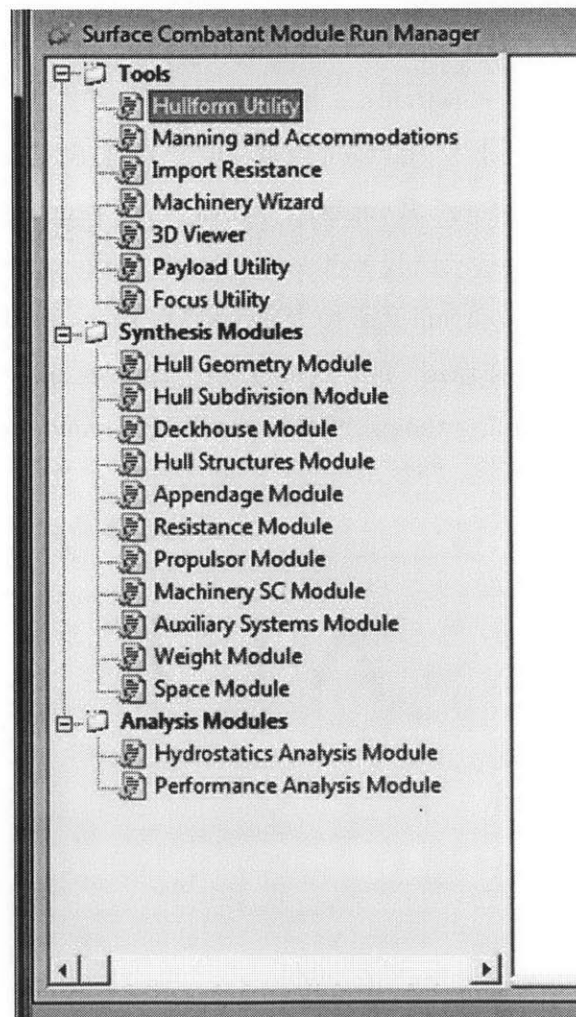 Surface Combatant Module Run Manager
Tools
Hullform Utility
Manning and Accommodations
Import Resistance
Machinery Wizard
3D Viewer
Payload Utility
Focus Utility
Synthesis Modules
Hull Geometry Module
Hull Subdivision Module
Deckhouse Module
Hull Structures Module
Appendage Module
Resistance Module
Propulsor Module
Machinery SC Module
Auxiliary Systems Module
Weight Module
Space Module
Analysis Modules
Hydrostatics Analysis Module
Performance Analysis Module